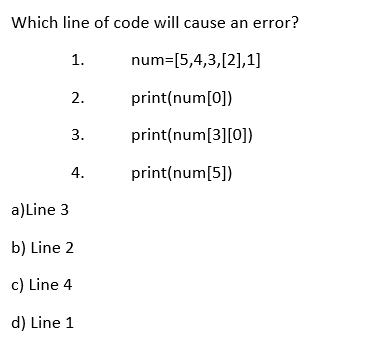 Which line of code will cause an error?
1. num=[5,4,3,[2],1]
2. print(num[0])
3. print(num[3][0])
4. print(num[5])
a)Line 3
b) Line 2
c) Line 4
d) Line 1